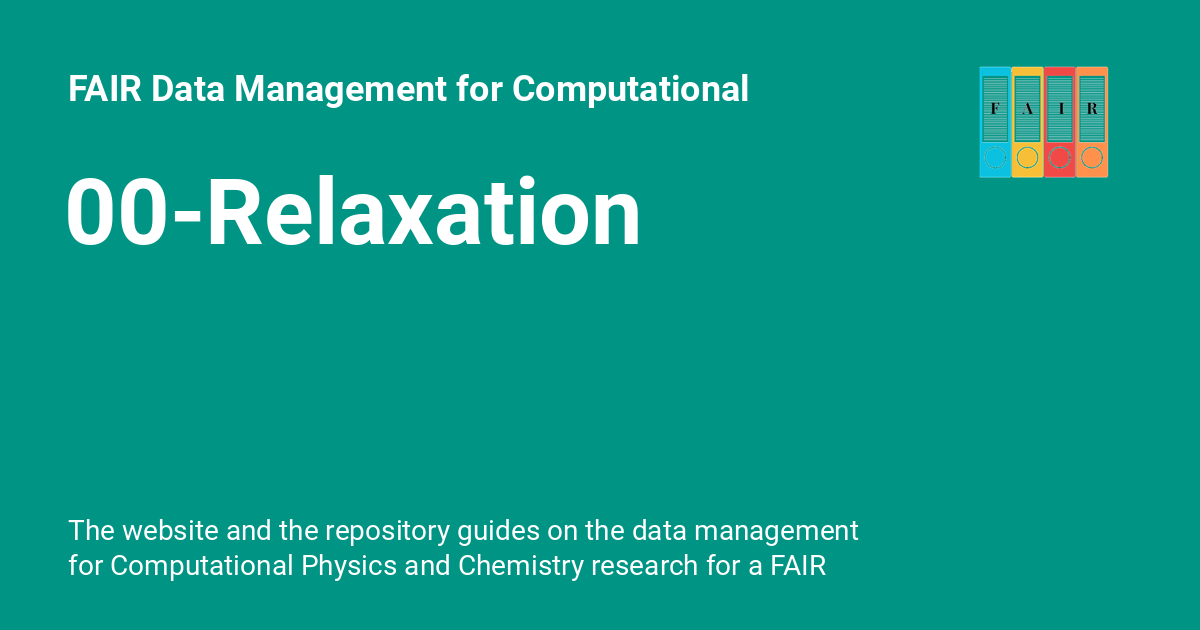 FAIR Data Management for Computational
F A I R
00-Relaxation
The website and the repository guides on the data management
for Computational Physics and Chemistry research for a FAIR